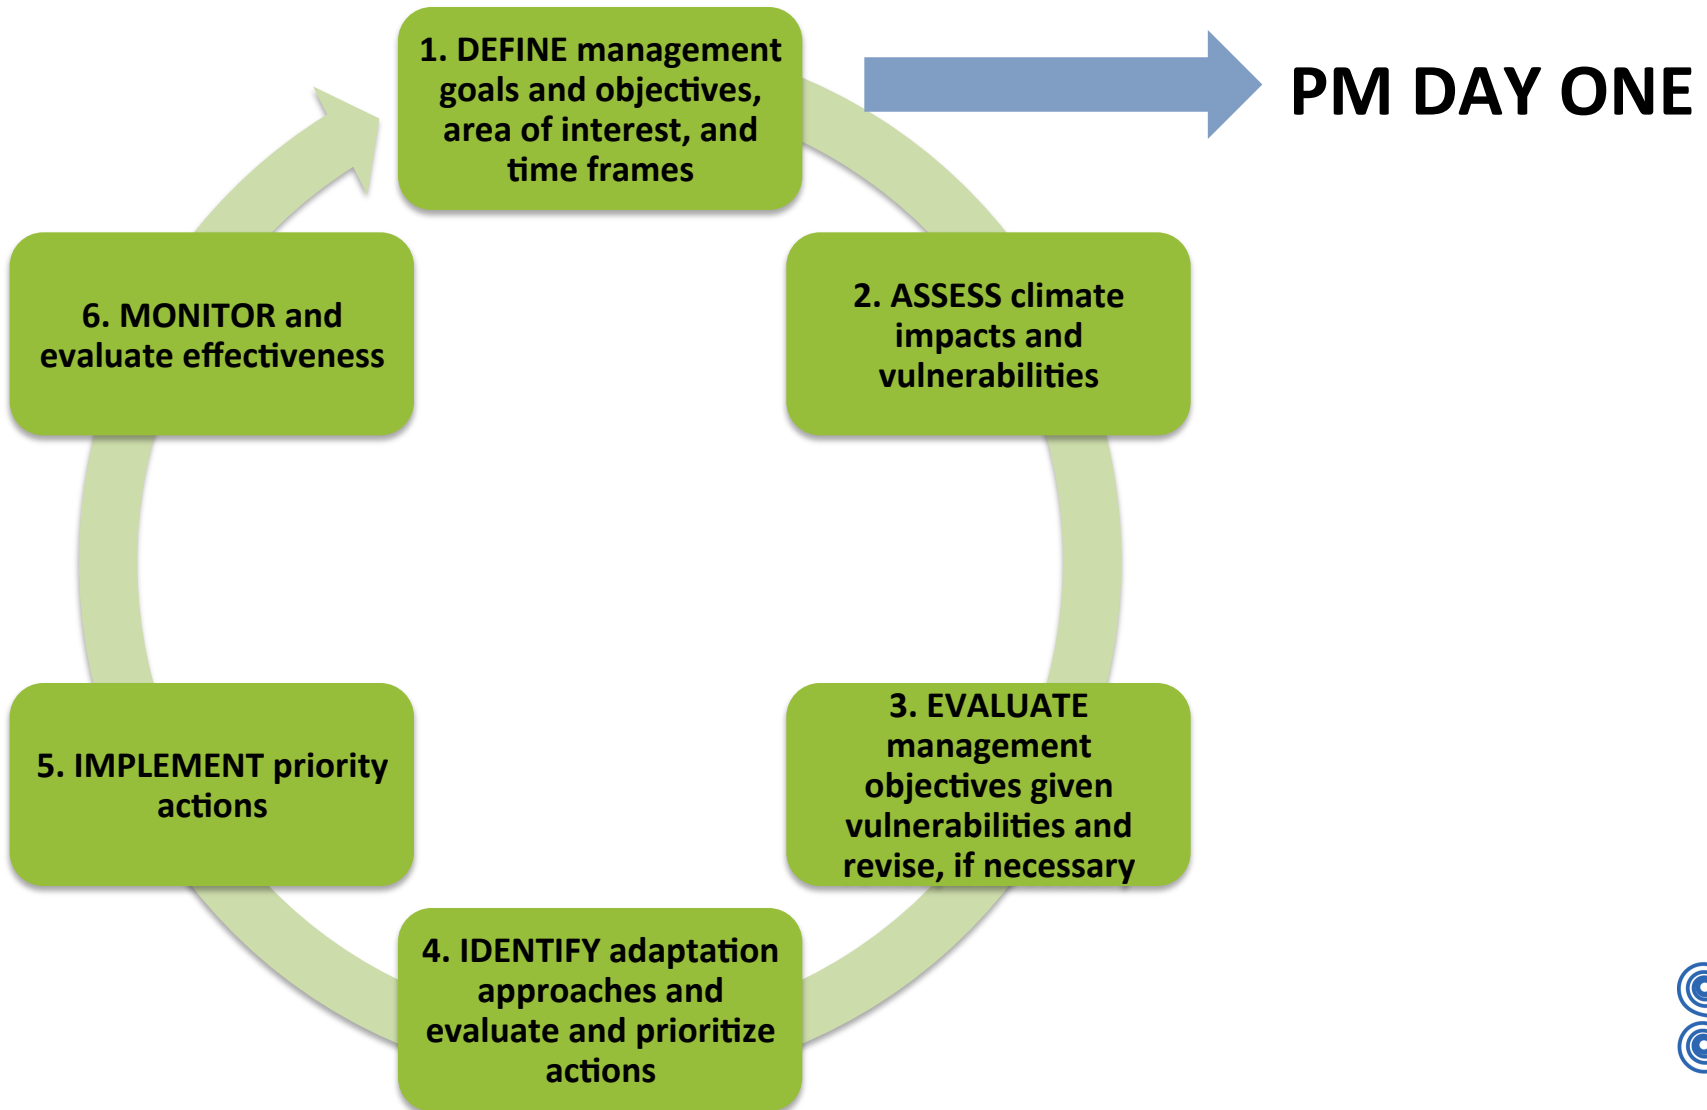 1. DEFINE management
goals and objectives,
area of interest, and
time frames
PM DAY ONE
2. ASSESS climate
impacts and
vulnerabilities
3. EVALUATE
management
objectives given
vulnerabilities and
revise, if necessary
4. IDENTIFY adaptation
approaches and
evaluate and prioritize
actions
5. IMPLEMENT priority
actions
6. MONITOR and
evaluate effectiveness